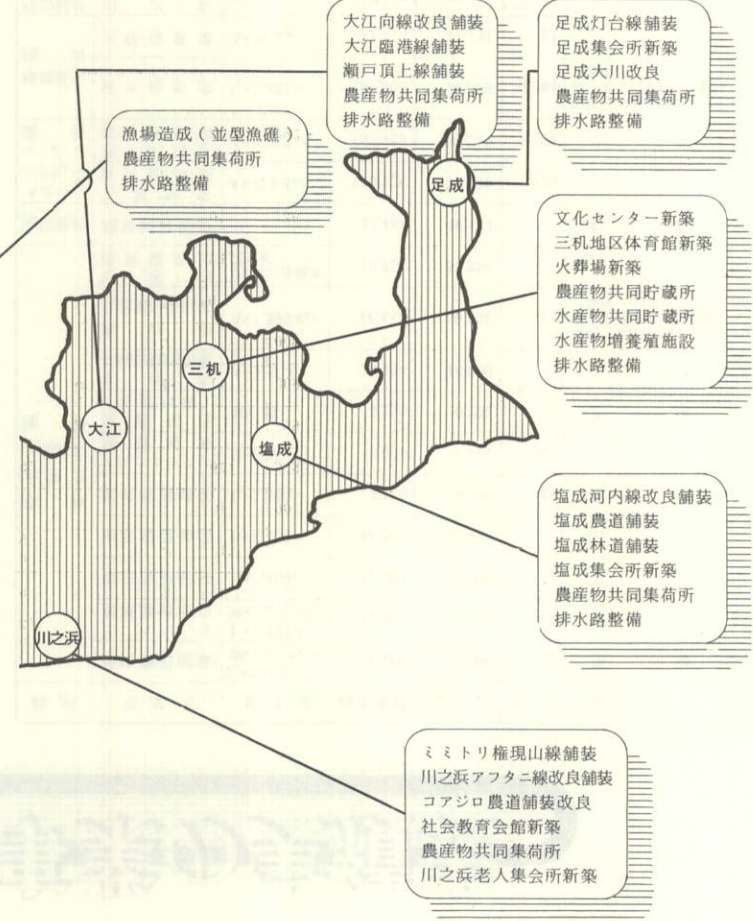 大江向線改良舗装
大江臨港線舗装
瀬戸頂上線舗装
農産物共同集荷所
排水路整備
足成灯台線舗装
足成集会所新築
足成大川改良
農産物共同集荷所
排水路整備
漁場造成(並型漁礁)
農産物共同集荷所
排水路整備
足成
文化センター新築
三机地区体育館新築
火葬場新築
農産物共同貯蔵所
水産物共同貯蔵所
水産物増養殖施設
排水路整備
三机
大江
塩成
塩成河内線改良舗装
塩成農道舗装
塩成林道舗装
塩成集会所新築
農産物共同集荷所
排水路整備
川之浜
ミミトリ権現山線舗装
川之浜アフタニ線改良舗装
コアジロ農道舗装改良
社会教育会館新築
農産物共同集荷所
川之浜老人集会所新築